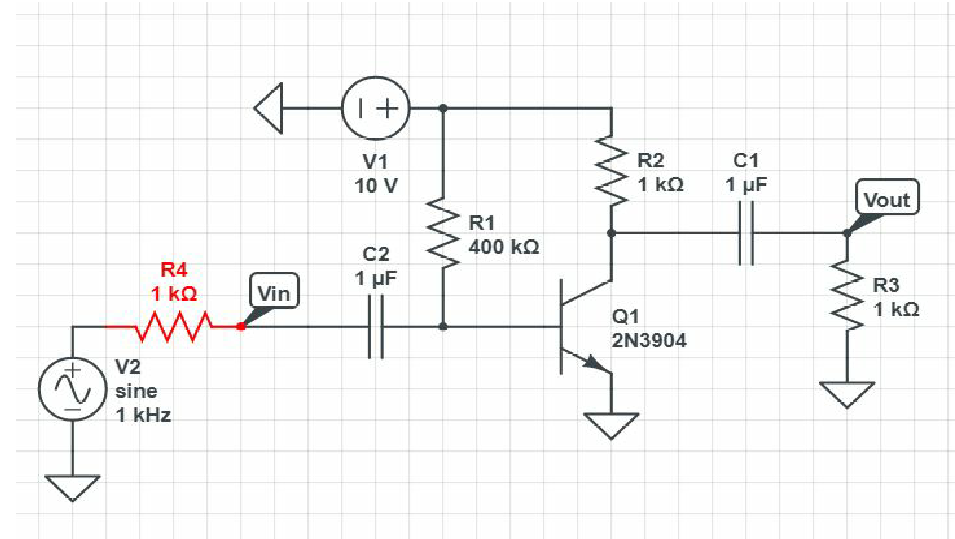 V1
10 V
R2
1 kΩ
C1
1 µF
Vout
R1
400 kΩ
C2
1 µF
R4
1 kΩ
Vin
R3
1 kΩ
Q1
2N3904
V2
sine
1 kHz